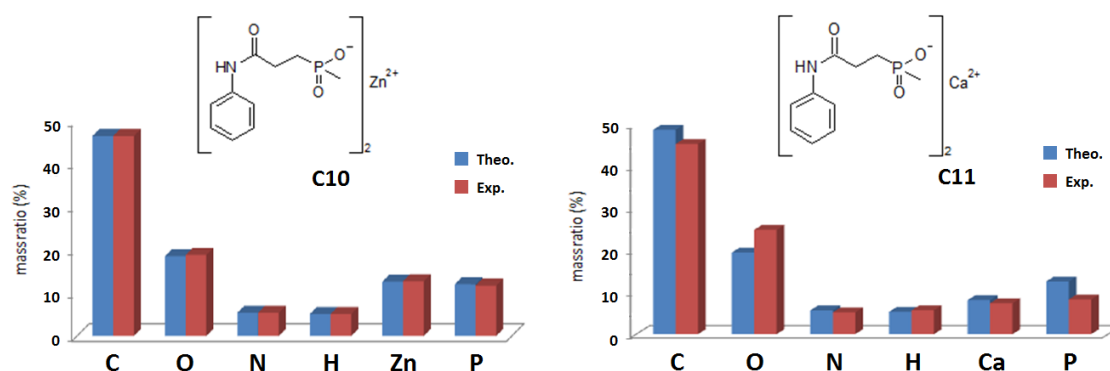 O
O⁻
HN
P
O
Zn²⁺
2
C10
massratio (%)
50
40
30
20
10
0
Theo.
Exp.
C O N H Zn P
O
O⁻
HN
P
O
Ca²⁺
2
C11
massratio (%)
50
40
30
20
10
0
Theo.
Exp.
C O N H Ca P